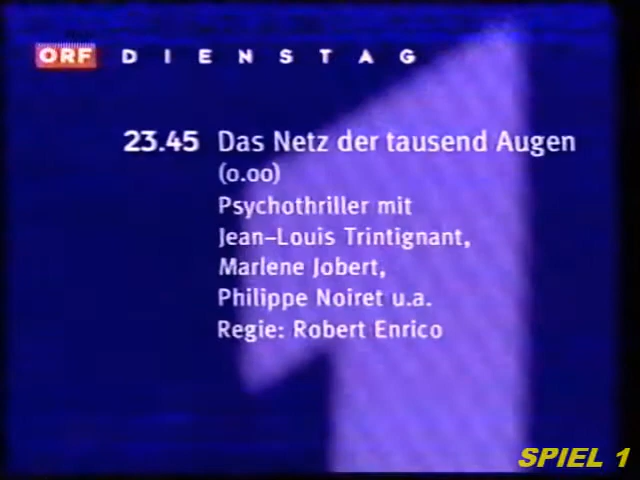 ORF DIENSTAG
23.45 Das Netz der tausend Augen
(0.00)
Psychothriller mit
Jean-Louis Trintignant,
Marlene Jobert,
Philippe Noiret u.a.
Regie: Robert Enrico
SPIEL 1